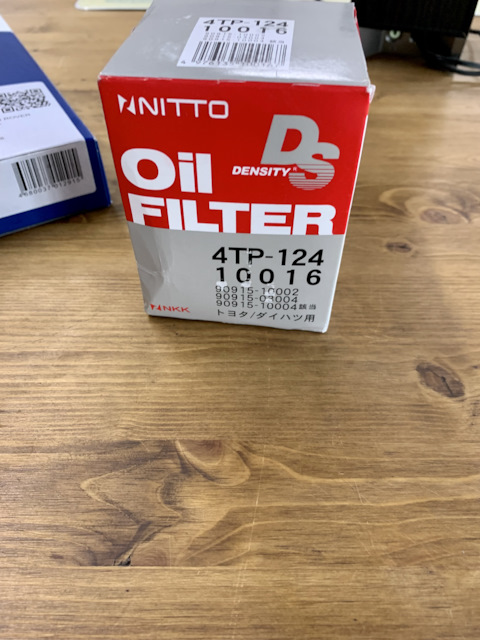 4TP-124
10016
NITTO
DS
DENSITY
Oil
FILTER
4TP-124
10016
90915-10002
90915-03004
90915-10004 該当
NKK
トヨタ/ダイハツ用